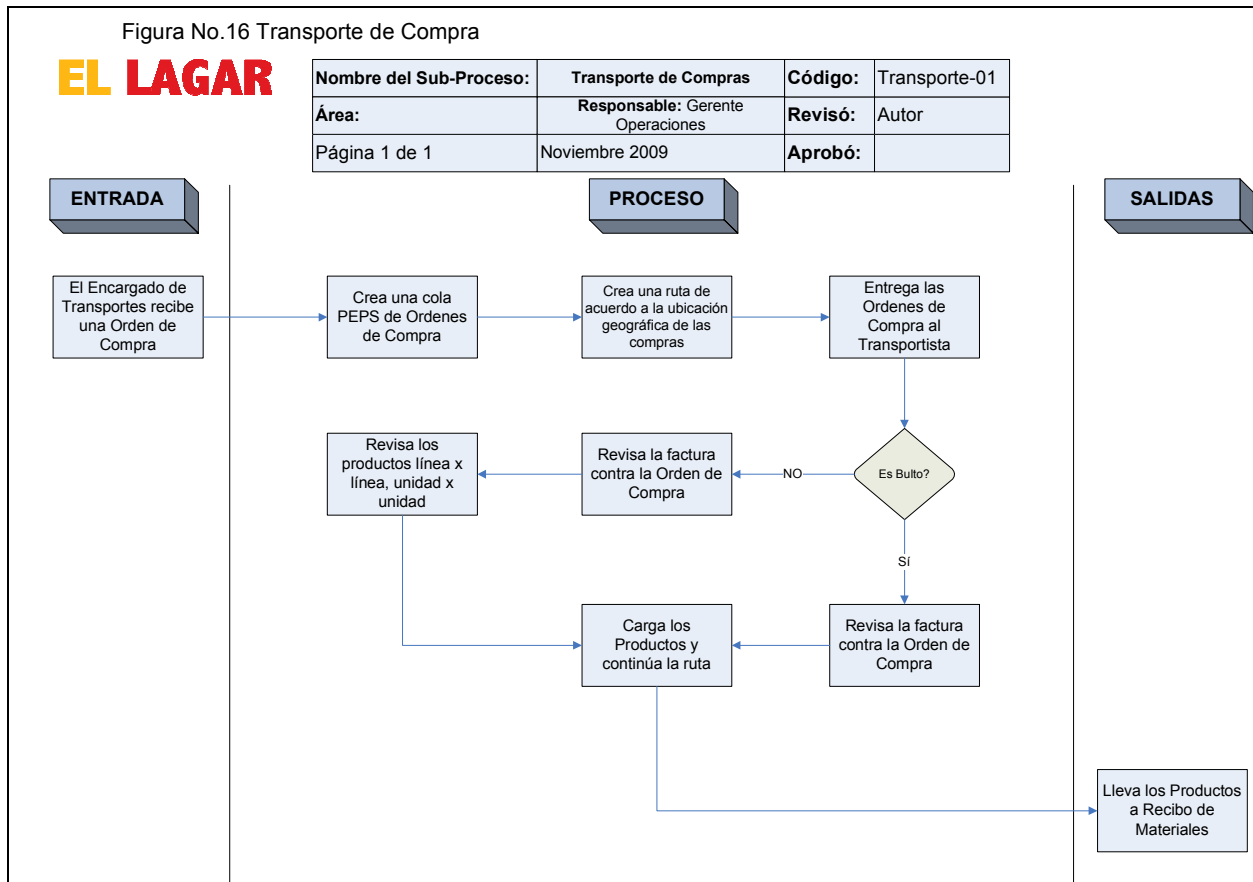 Figura No.16 Transporte de Compra
EL LAGAR
Nombre del Sub-Proceso:
Transporte de Compras
Código:
Transporte-01
Área:
Responsable: Gerente
Operaciones
Revisó:
Autor
Página 1 de 1
Noviembre 2009
Aprobó:
ENTRADA
PROCESO
SALIDAS
El Encargado de
Transportes recibe
una Orden de
Compra
Crea una cola
PEPS de Ordenes
de Compra
Crea una ruta de
acuerdo a la ubicación
geográfica de las
compras
Entrega las
Ordenes de
Compra al
Transportista
Es Bulto?
NO
Revisa la factura
contra la Orden de
Compra
Revisa los
productos línea x
línea, unidad x
unidad
Sí
Revisa la factura
contra la Orden de
Compra
Carga los
Productos y
continúa la ruta
Lleva los Productos
a Recibo de
Materiales